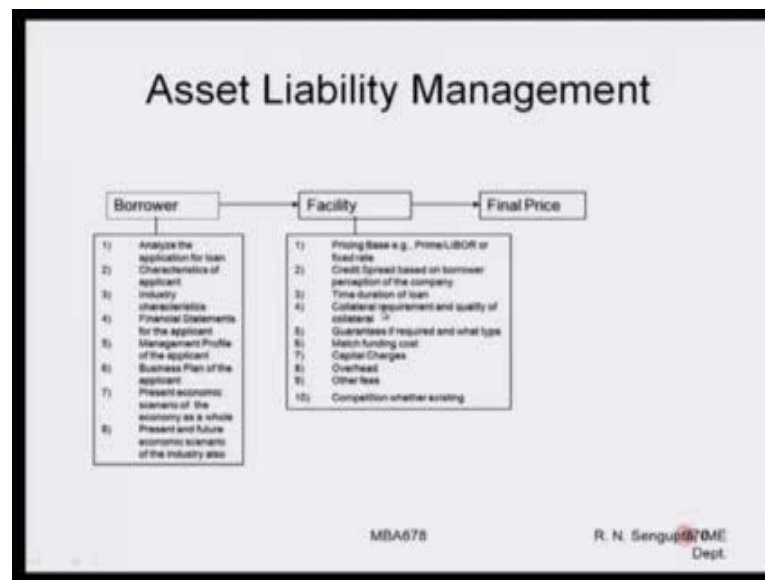 Asset Liability Management
Borrower
Facility
Final Price
1) Analyze the
application for loan
2) Characteristics of
applicant
3) Industry
characteristics
4) Financial Statements
for the applicant
5) Management Profile
of the applicant
6) Business Plan of the
applicant
7) Present economic
scenario of the
economy as a whole
8) Present and future
economic scenario
of the industry also
1) Pricing Base e.g., Prime/LIBOR or
fixed rate
2) Credit Spread based on borrower
perception of the company
3) Time duration of loan
4) Collateral requirement and quality of
collateral
5) Guarantees if required and what type
6) Match funding cost
7) Capital Charges
8) Overhead
9) Other fees
10) Competition whether existing
MBA678
R. N. Sengupta
Dept.